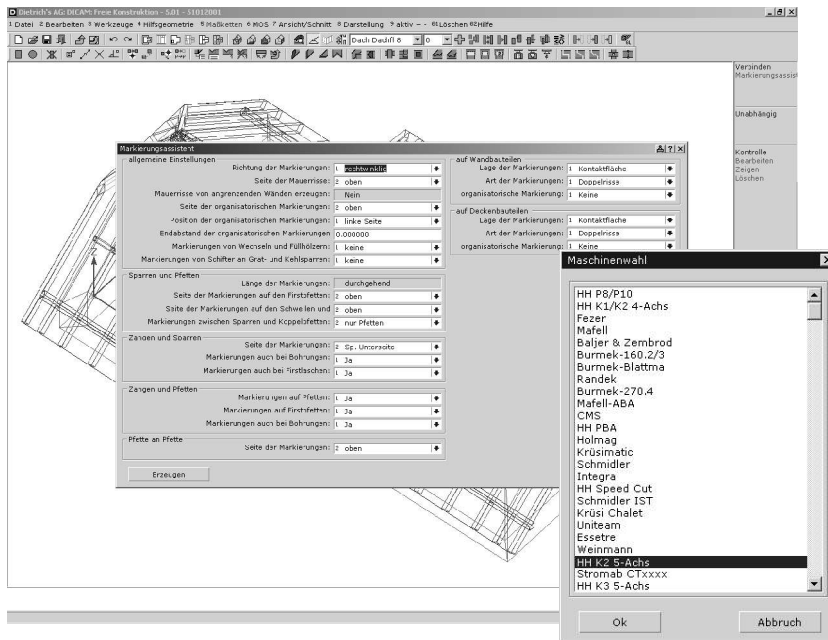 Dietrich's AG: DICAM: Freie Konstruktion - 5.01 - 51012001
1 Datei 2 Bearbeiten 3 Werkzeuge 4 Hilfsgeometrie 5 Maßketten 6 MOS 7 Ansicht/Schnitt 8 Darstellung 9 aktiv - - 61Löschen 62Hilfe
Dach Dachfl 6
0
Verbinden
Markierungsassist
Unabhängig
Kontrolle
Bearbeiten
Zeigen
Löschen
Markierungsassistent
allgemeine Einstellungen
Richtung der Markierungen: 1 rechtwinklig
Seite der Mauerrisse: 2 oben
Mauerrisse von angrenzenden Wänden erzeugen: Nein
Seite der organisatorischen Markierungen: 2 oben
Position der organisatorischen Markierungen: 1 linke Seite
Endabstand der organisatorischen Markierungen 0.000000
Markierungen von Wechseln und Füllhölzern: 1 keine
Markierungen von Schifter an Grat- und Kehlsparren: 1 keine
Sparren und Pfetten
Länge der Markierungen: durchgehend
Seite der Markierungen auf den Firstpfetten: 2 oben
Seite der Markierungen auf den Schwellen und 2 oben
Markierungen zwischen Sparren und Koppelpfetten: 2 nur Pfetten
Zangen und Sparren
Seite der Markierungen: 2 Sp. Unterseite
Markierungen auch bei Bohrungen: 1 Ja
Markierungen auch bei Firstlaschen: 1 Ja
Zangen und Pfetten
Markierungen auf Pfetten: 1 Ja
Markierungen auf Firstpfetten: 1 Ja
Markierungen auch bei Bohrungen: 1 Ja
Pfette an Pfette
Seite der Markierungen: 2 oben
Erzeugen
auf Wandbauteilen
Lage der Markierungen: 1 Kontaktfläche
Art der Markierungen: 1 Doppelrisse
organisatorische Markierung: 1 Keine
auf Deckenbauteilen
Lage der Markierungen: 1 Kontaktfläche
Art der Markierungen: 1 Doppelrisse
organisatorische Markierung: 1 Keine
Maschinenwahl
HH P8/P10
HH K1/K2 4-Achs
Fezer
Mafell
Baljer & Zembrod
Burmek-160.2/3
Burmek-Blattma
Randek
Burmek-270.4
Mafell-ABA
CMS
HH PBA
Holmag
Krüsimatic
Schmidler
Integra
HH Speed Cut
Schmidler IST
Krüsi Chalet
Uniteam
Essetre
Weinmann
HH K2 5-Achs
Stromab CTxxxx
HH K3 5-Achs
Ok
Abbruch